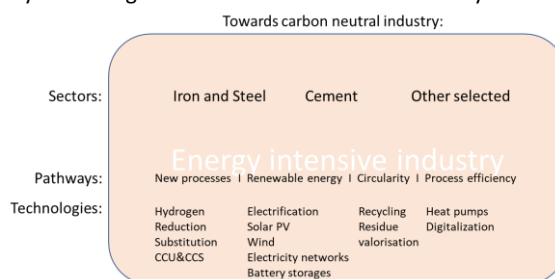 Towards carbon neutral industry:
Sectors: Iron and Steel Cement Other selected
Energy intensive industry
Pathways: New processes I Renewable energy I Circularity I Process efficiency
Technologies:
Hydrogen Electrification Recycling Heat pumps
Reduction Solar PV Residue Digitalization
Substitution Wind valorisation
CCU&CCS Electricity networks
Battery storages